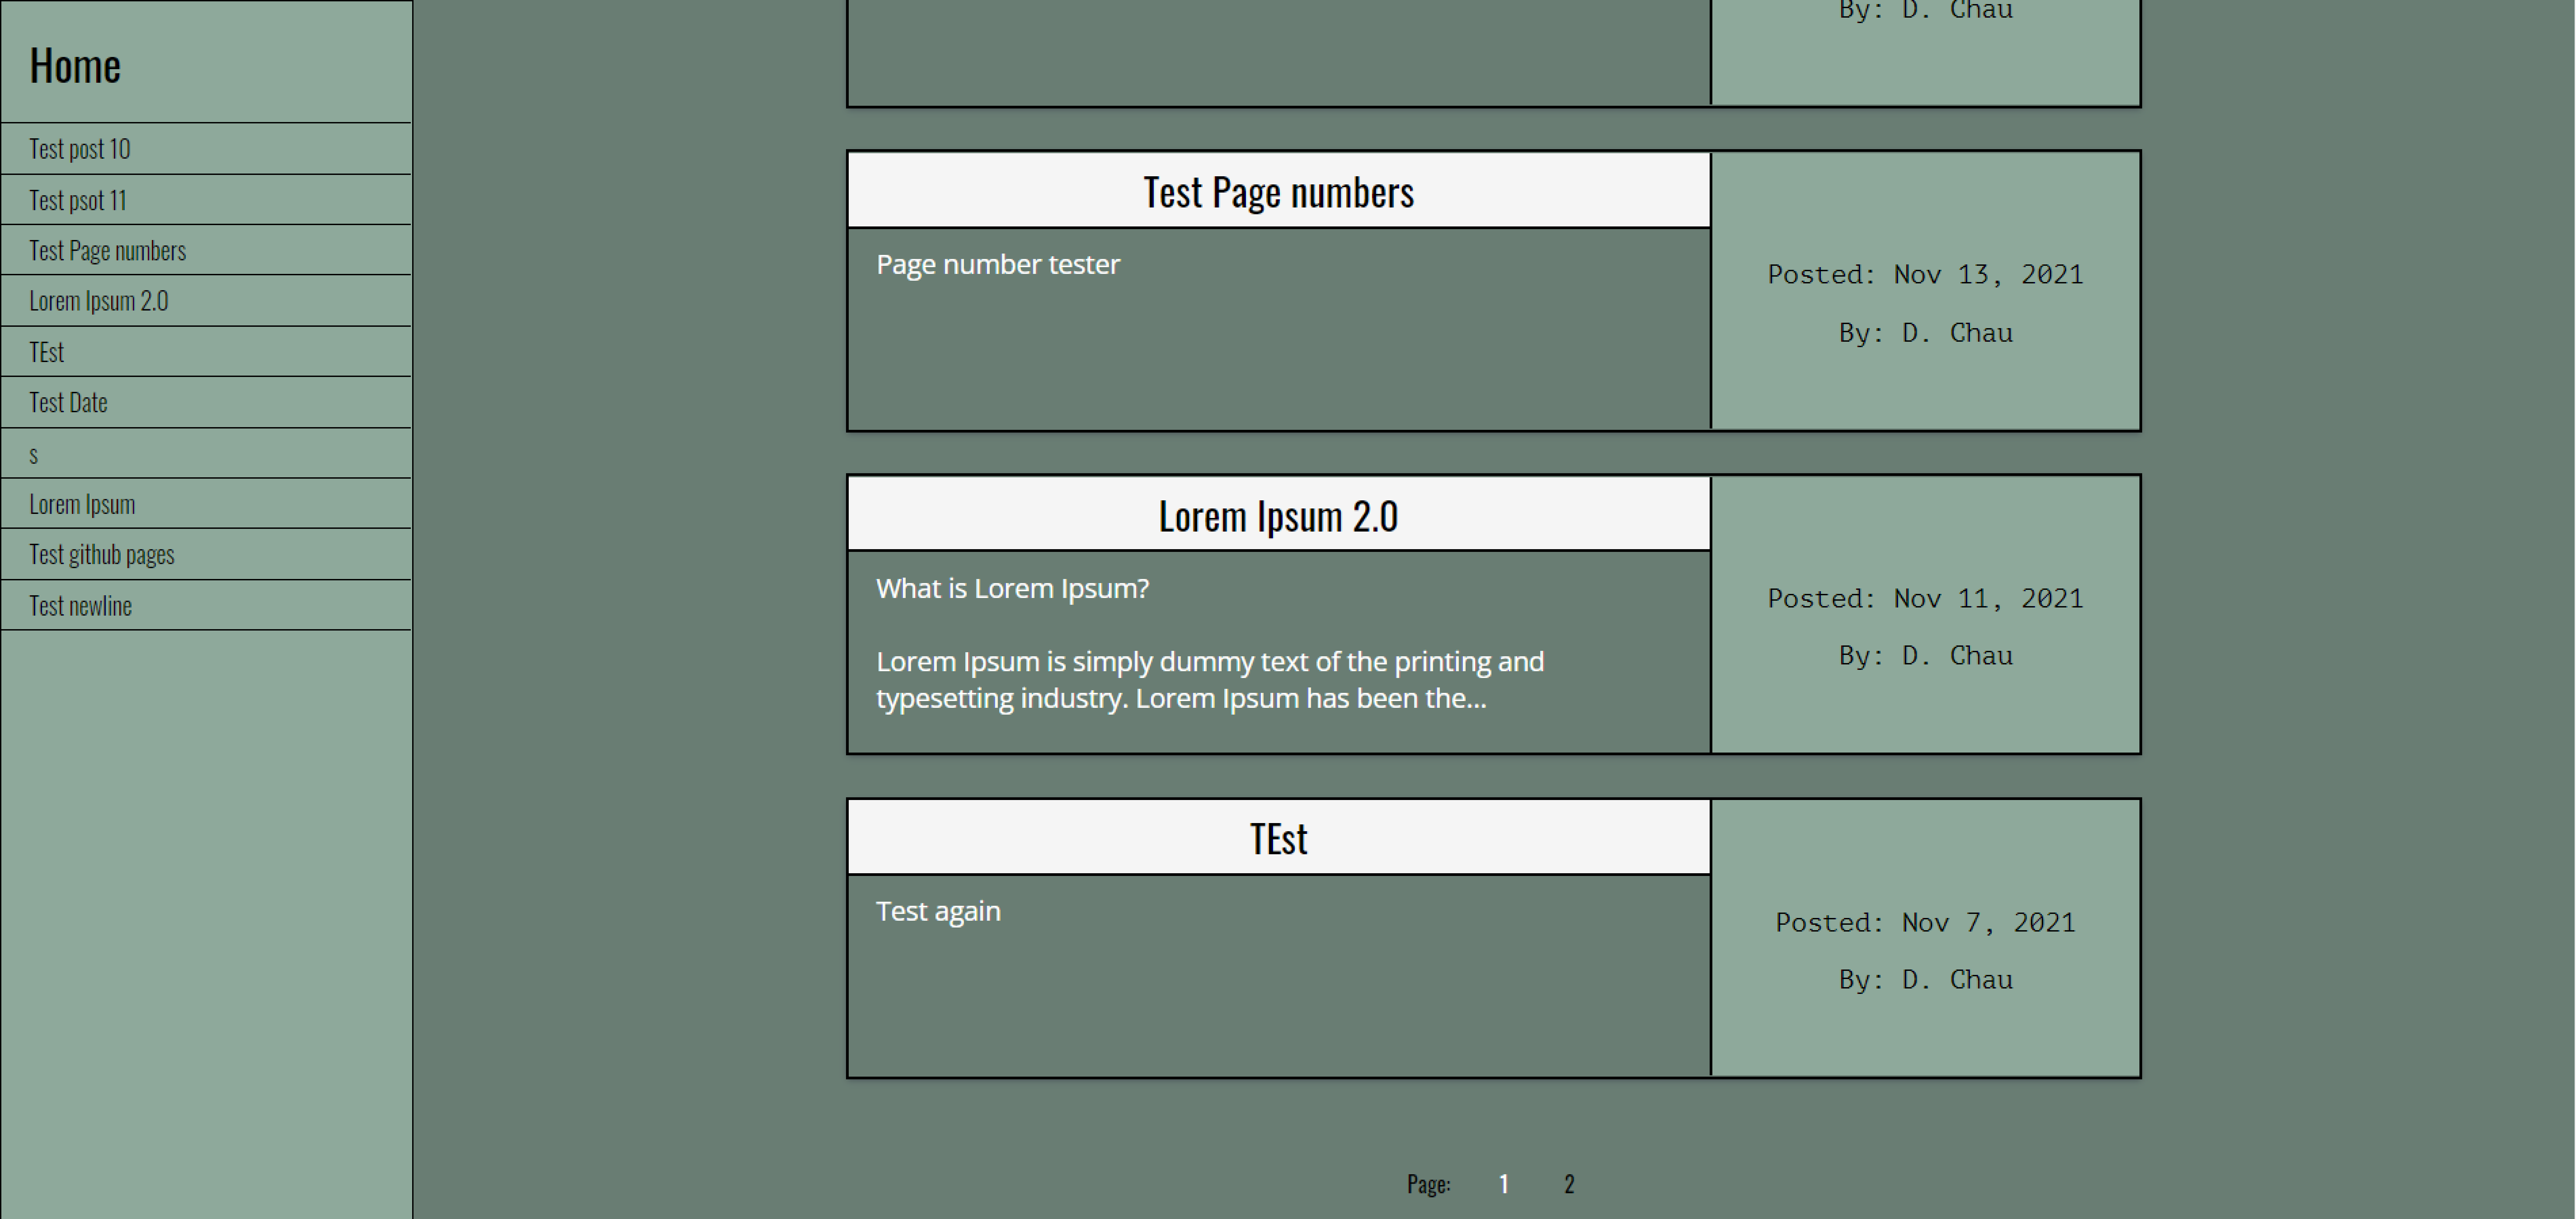 Home
Test post 10
Test psot 11
Test Page numbers
Lorem Ipsum 2.0
TEst
Test Date
s
Lorem Ipsum
Test github pages
Test newline
By: D. Chau
Test Page numbers
Page number tester
Posted: Nov 13, 2021
By: D. Chau
Lorem Ipsum 2.0
What is Lorem Ipsum?
Lorem Ipsum is simply dummy text of the printing and
typesetting industry. Lorem Ipsum has been the...
Posted: Nov 11, 2021
By: D. Chau
TEst
Test again
Posted: Nov 7, 2021
By: D. Chau
Page: 1 2